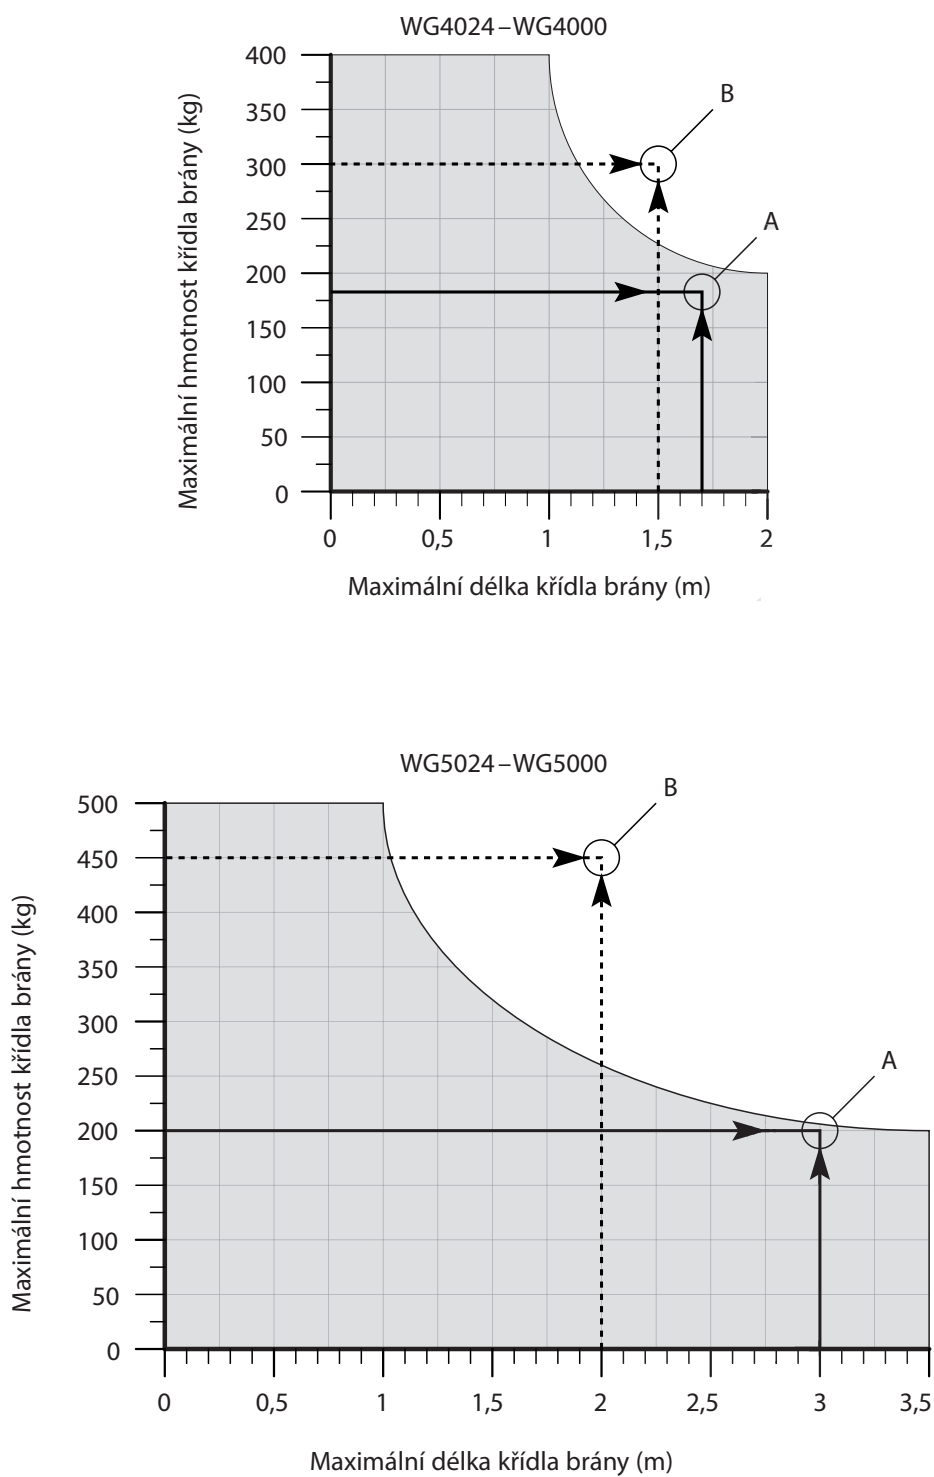 WG4024–WG4000
B
A
Maximální hmotnost křídla brány (kg)
400
350
300
250
200
150
100
50
0
0 0,5 1 1,5 2
Maximální délka křídla brány (m)
WG5024–WG5000
B
A
Maximální hmotnost křídla brány (kg)
500
450
400
350
300
250
200
150
100
50
0
0 0,5 1 1,5 2 2,5 3 3,5
Maximální délka křídla brány (m)